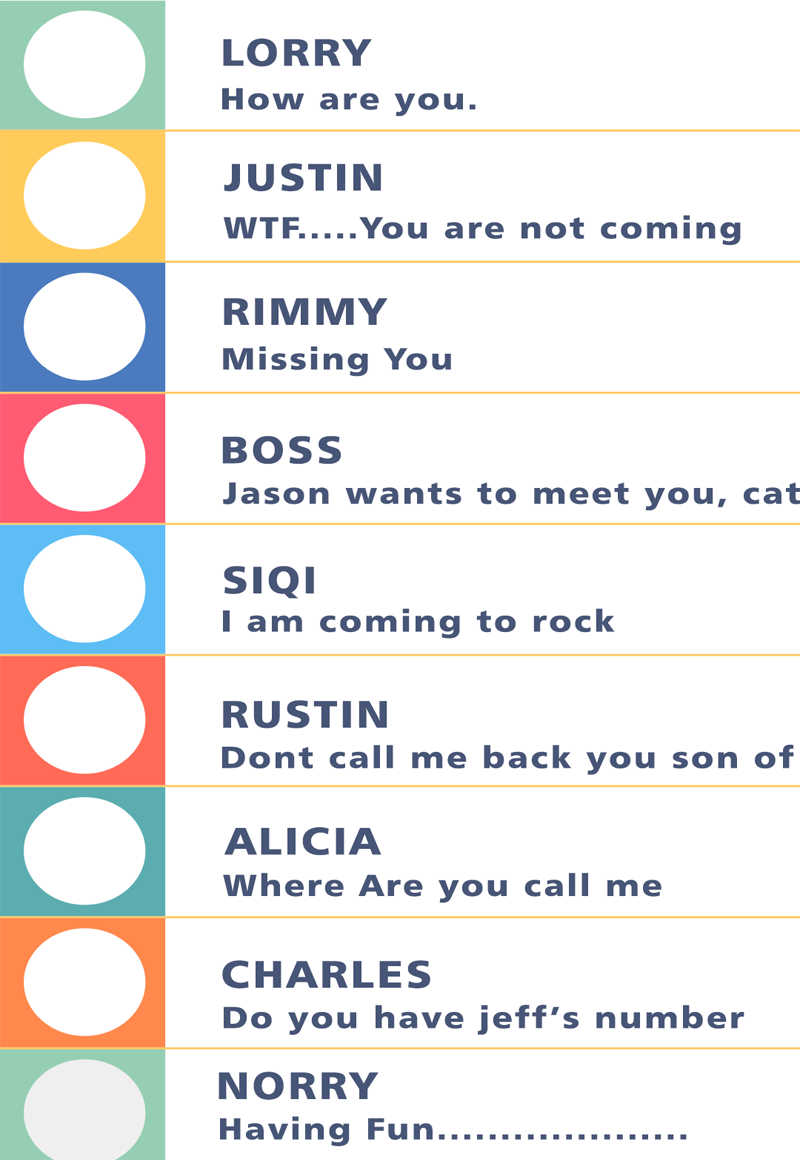 LORRY
How are you.
JUSTIN
WTF.....You are not coming
RIMMY
Missing You
BOSS
Jason wants to meet you, cat
SIQI
I am coming to rock
RUSTIN
Dont call me back you son of
ALICIA
Where Are you call me
CHARLES
Do you have jeff’s number
NORRY
Having Fun....................